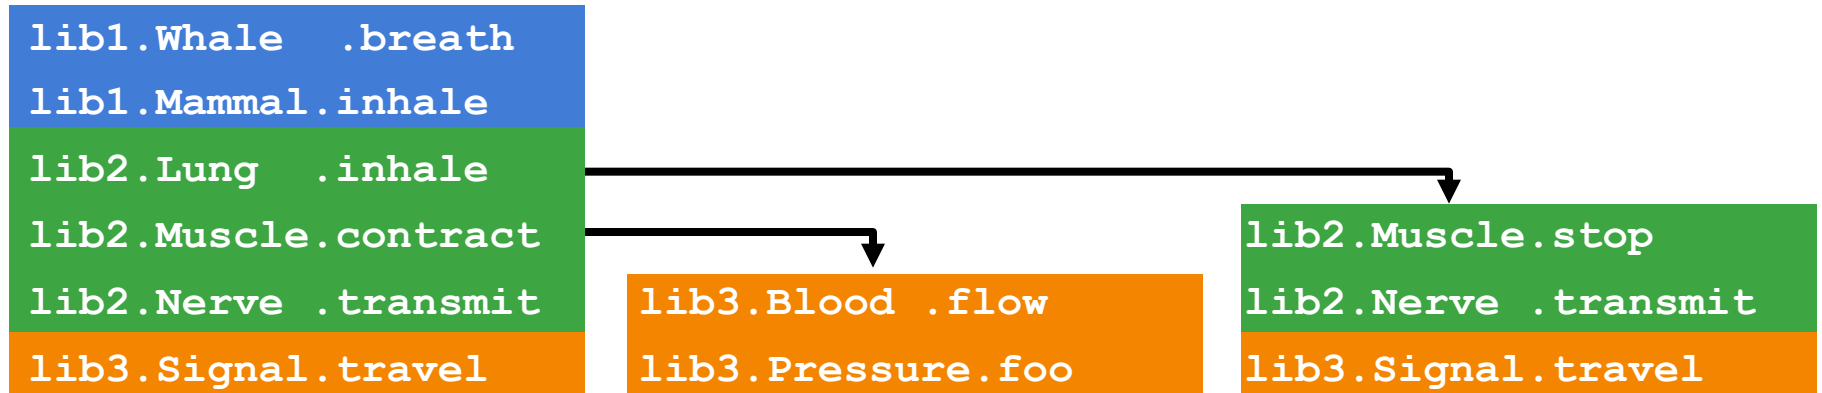 lib1.Whale  .breath
lib1.Mammal.inhale
lib2.Lung  .inhale
lib2.Muscle.contract
lib2.Nerve .transmit
lib3.Signal.travel
lib3.Blood .flow
lib3.Pressure.foo
lib2.Muscle.stop
lib2.Nerve .transmit
lib3.Signal.travel